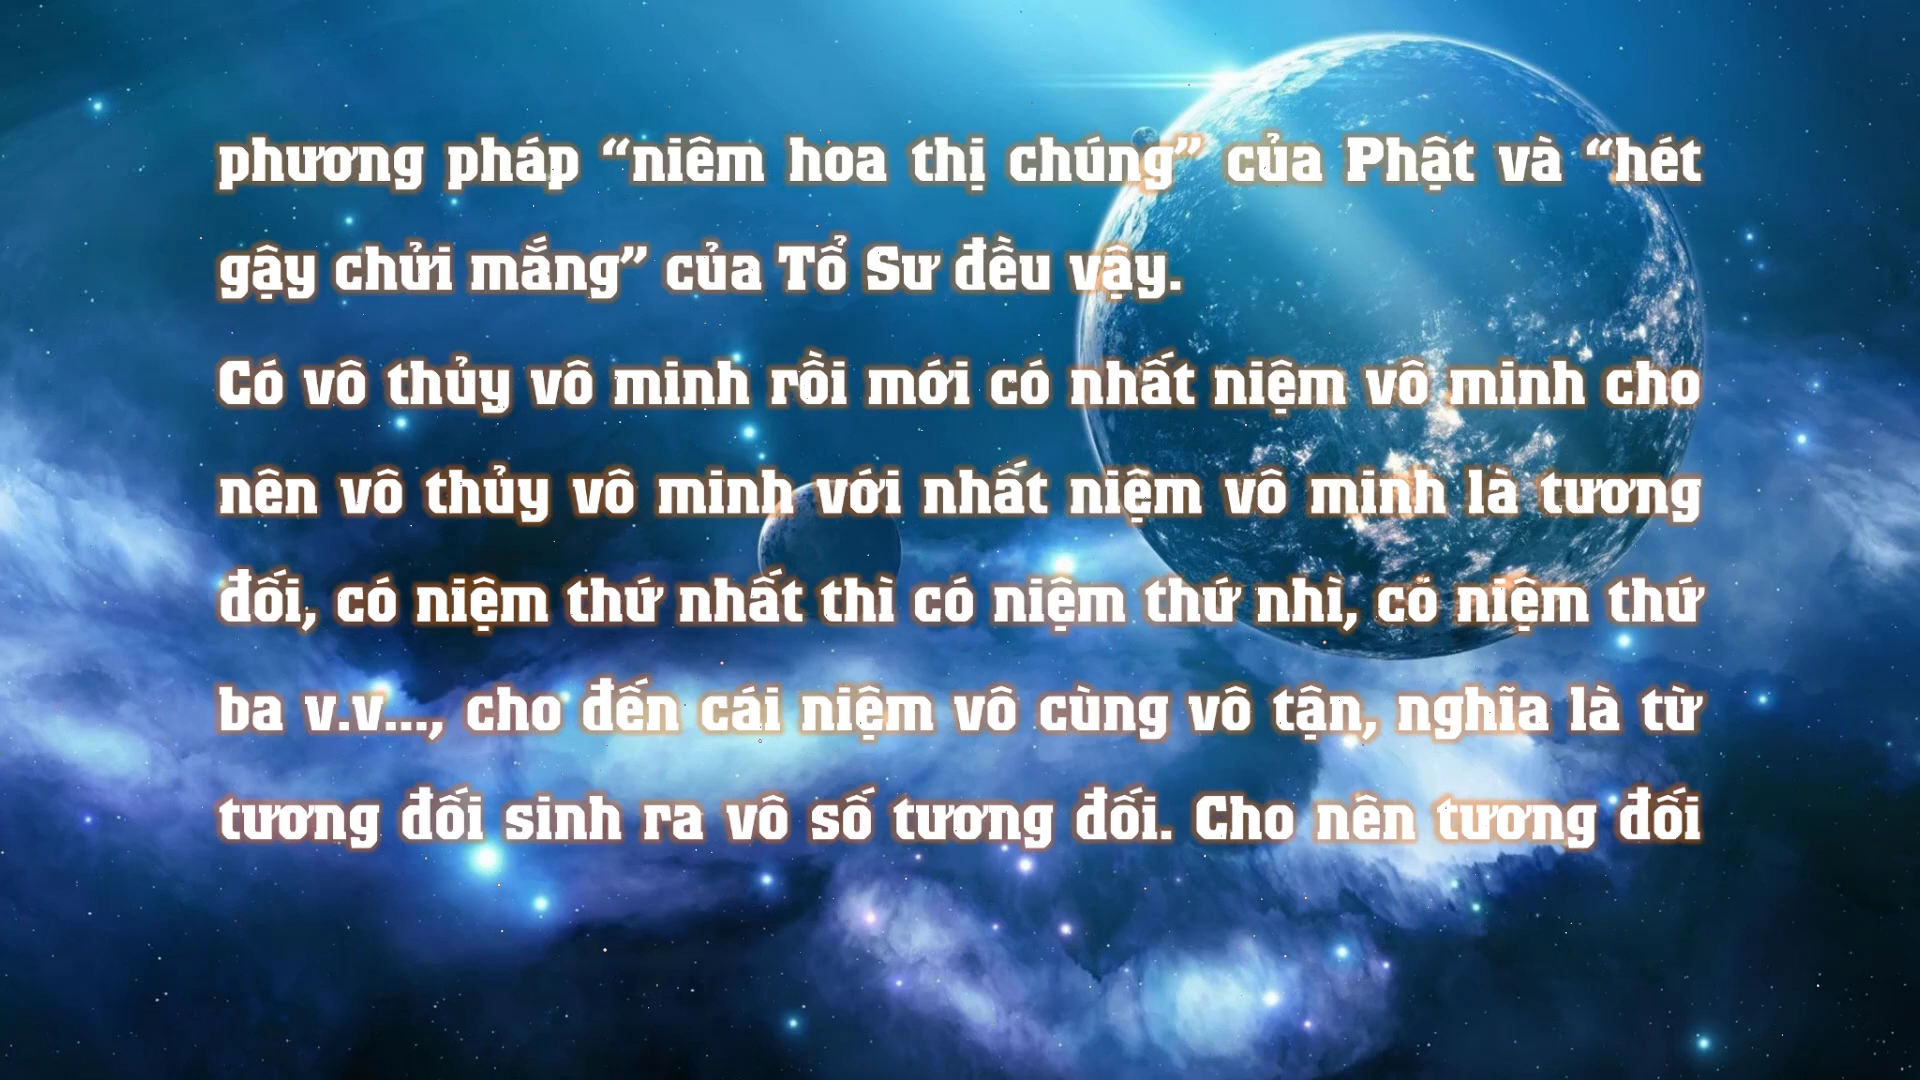 phương pháp “niêm hoa thị chúng” của Phật và “hét
gậy chửi mắng” của Tổ Sư đều vậy.
Có vô thủy vô minh rồi mới có nhất niệm vô minh cho
nên vô thủy vô minh với nhất niệm vô minh là tương
đối, có niệm thứ nhất thì có niệm thứ nhì, có niệm thứ
ba v.v..., cho đến cái niệm vô cùng vô tận, nghĩa là từ
tương đối sinh ra vô số tương đối. Cho nên tương đối